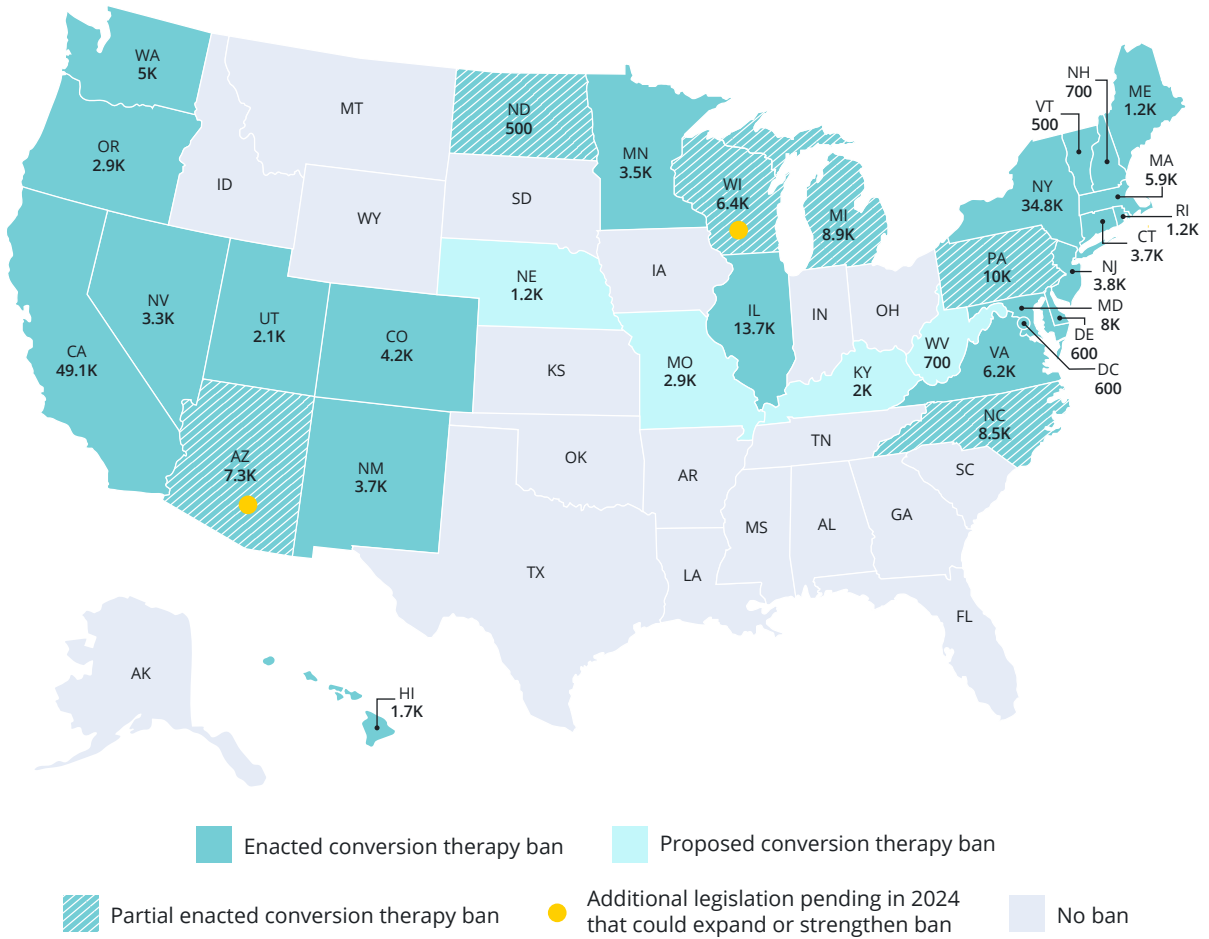 WA
5K
MT
ND
500
MN
3.5K
OR
2.9K
ID
WY
SD
WI
6.4K
MI
8.9K
NH
700
VT
500
ME
1.2K
MA
5.9K
NY
34.8K
RI
1.2K
CT
3.7K
PA
10K
NJ
3.8K
MD
8K
DE
600
DC
600
NV
3.3K
UT
2.1K
CO
4.2K
NE
1.2K
IA
IL
13.7K
IN
OH
WV
700
VA
6.2K
CA
49.1K
KS
MO
2.9K
KY
2K
NC
8.5K
AZ
7.3K
NM
3.7K
OK
AR
TN
SC
MS
AL
GA
TX
LA
FL
AK
HI
1.7K
Enacted conversion therapy ban
Proposed conversion therapy ban
Partial enacted conversion therapy ban
Additional legislation pending in 2024
that could expand or strengthen ban
No ban